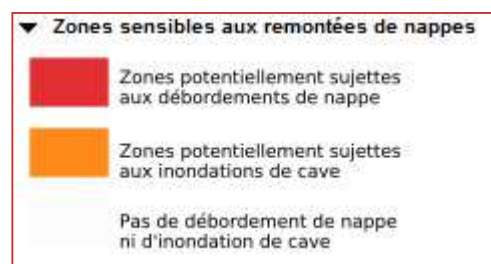 Zones sensibles aux remontées de nappes
Zones potentiellement sujettes
aux débordements de nappe
Zones potentiellement sujettes
aux inondations de cave
Pas de débordement de nappe
ni d'inondation de cave